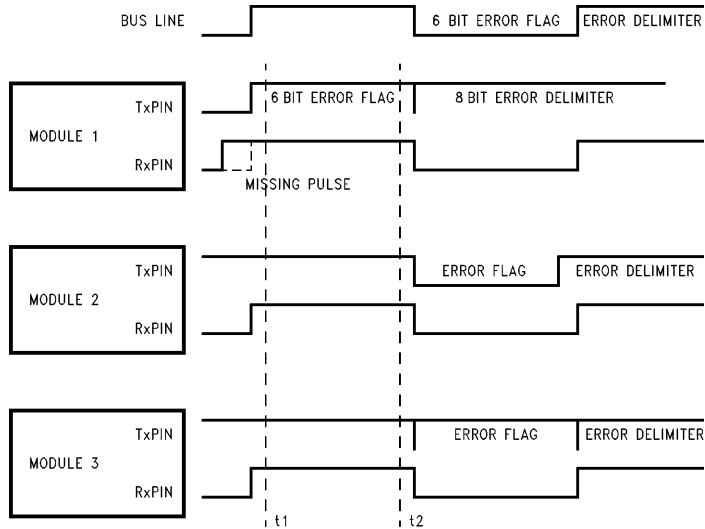 BUS LINE
6 BIT ERROR FLAG
ERROR DELIMITER
MODULE 1
TxPIN
6 BIT ERROR FLAG
8 BIT ERROR DELIMITER
RxPIN
MISSING PULSE
MODULE 2
TxPIN
ERROR FLAG
ERROR DELIMITER
RxPIN
MODULE 3
TxPIN
ERROR FLAG
ERROR DELIMITER
RxPIN
t1
t2